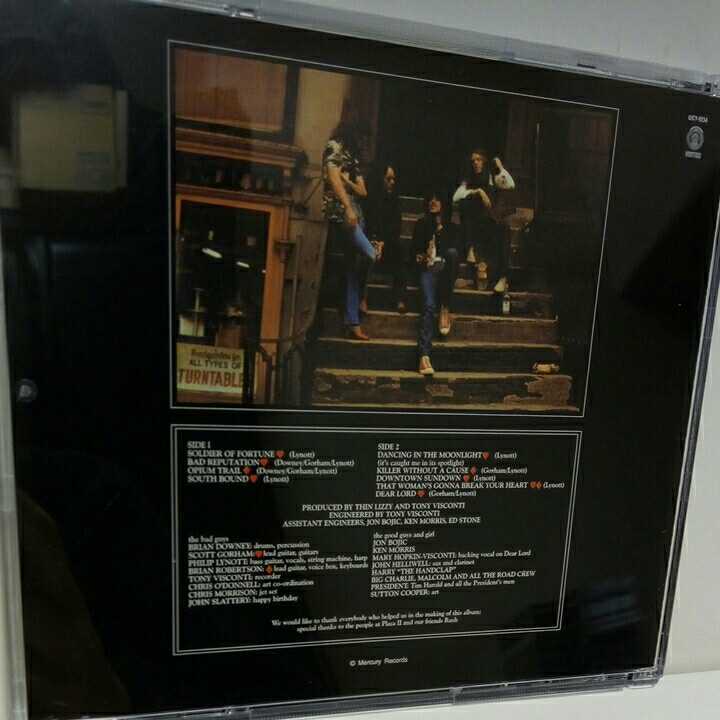 ALL TYPES OF
TURNTABL
SIDE 1
SOLDIER OF FORTUNE (Lynott)
BAD REPUTATION (Downey/Gorham/Lynott)
OPIUM TRAIL (Downey/Gorham/Lynott)
SOUTH BOUND (Lynott)
SIDE 2
DANCING IN THE MOONLIGHT (Lynott)
(it's caught me in its spotlight)
KILLER WITHOUT A CAUSE (Gorham/Lynott)
DOWNTOWN SUNDOWN (Lynott)
THAT WOMAN'S GONNA BREAK YOUR HEART (Lynott)
DEAR LORD (Gorham/Lynott)
PRODUCED BY THIN LIZZY AND TONY VISCONTI
ENGINEERED BY TONY VISCONTI
ASSISTANT ENGINEERS, JON BOJIC, KEN MORRIS, ED STONE
the bad guys
BRIAN DOWNEY: drums, percussion
SCOTT GORHAM: lead guitar, guitars
PHILIP LYNOTT: bass guitar, vocals, string machine, harp
BRIAN ROBERTSON: lead guitar, voice box, keyboards
TONY VISCONTI: recorder
CHRIS O'DONNELL: art co-ordination
CHRIS MORRISON: jet set
JOHN SLATTERY: happy birthday
the good guys and girl
JON BOJIC
KEN MORRIS
MARY HOPKIN-VISCONTI: backing vocal on Dear Lord
JOHN HELLIWELL: sax and clarinet
HARRY "THE HANDCLAP"
BIG CHARLIE, MALCOLM AND ALL THE ROAD CREW
PRESIDENT: Tim Harold and all the President's men
SUTTON COOPER: art
We would like to thank everybody who helped us in the making of this album:
special thanks to the people at Plaza II and our friends Rush
© Mercury Records